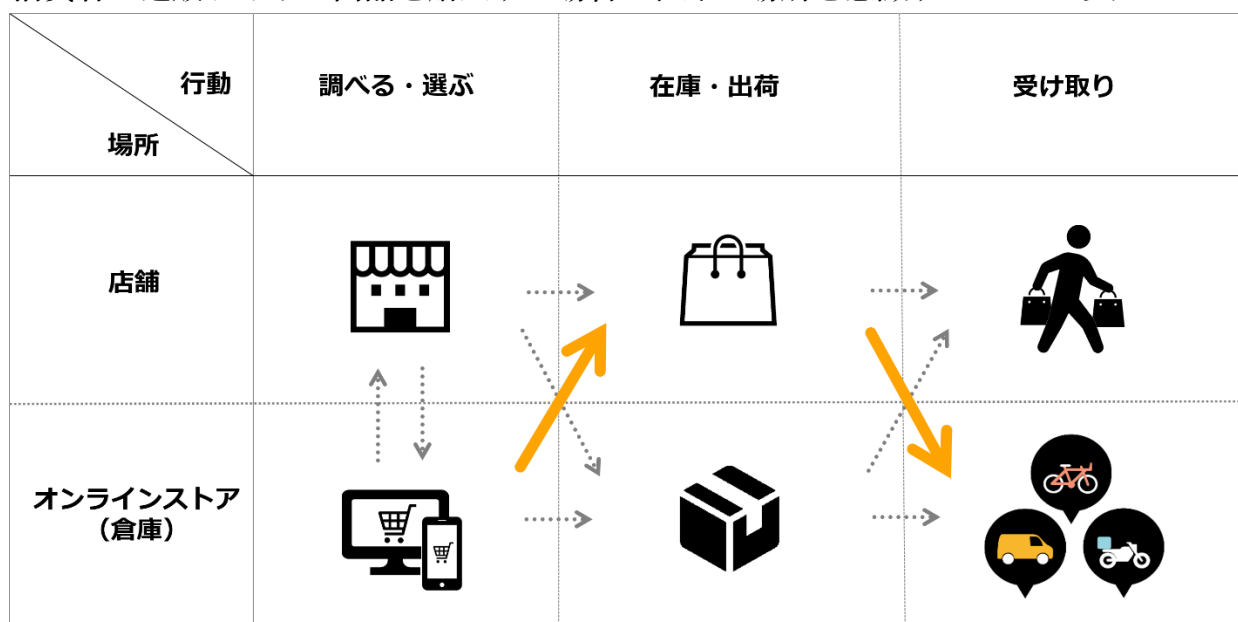 行動
調べる・選ぶ
在庫・出荷
受け取り
場所
店舗
オンラインストア
（倉庫）